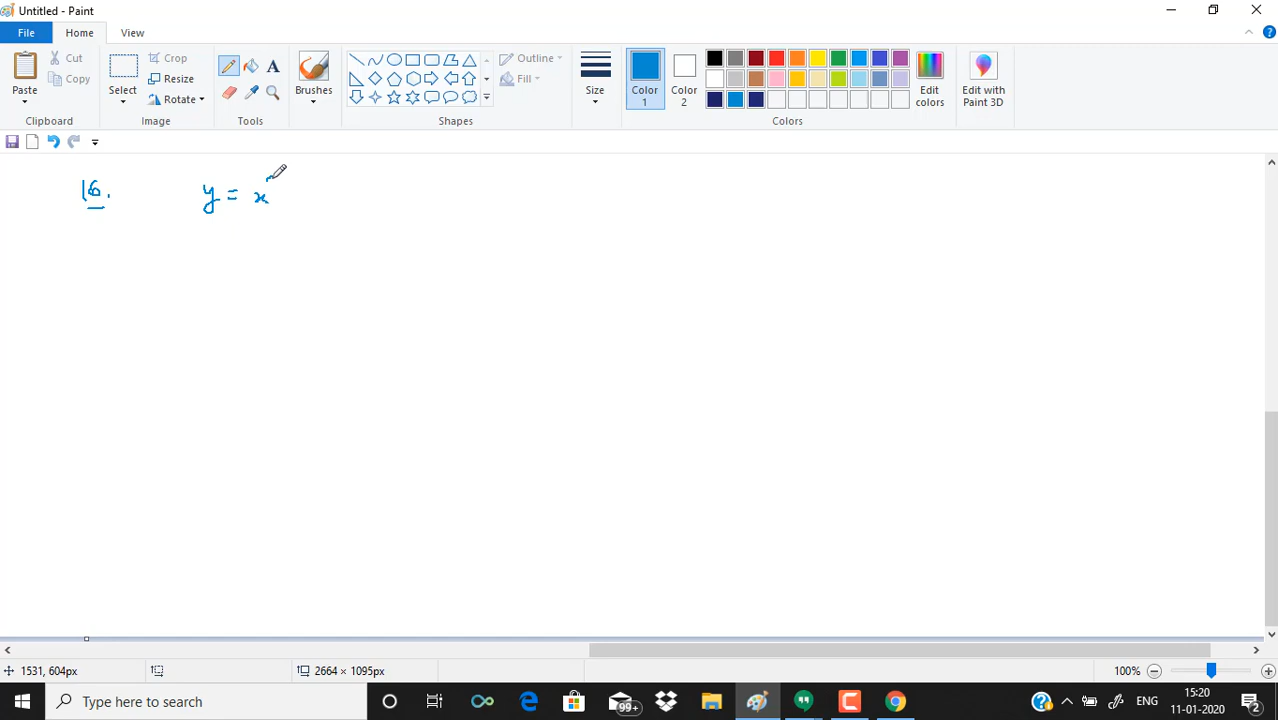 Untitled - Paint
File Home View
Cut
Copy
Paste
Clipboard
Select
Crop
Resize
Rotate
Image
Tools
Brushes
Shapes
Outline
Fill
Size
Color 1
Color 2
Colors
Edit colors
Edit with Paint 3D
16. y = x
1531, 604px
2664 × 1095px
100%
Type here to search
99+
ENG
15:20
11-01-2020
2